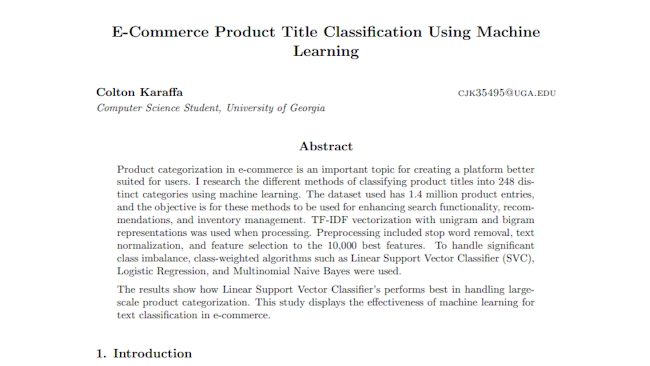 E-Commerce Product Title Classification Using Machine
Learning
Colton Karaffa
CJK35495@UGA.EDU
Computer Science Student, University of Georgia
Abstract
Product categorization in e-commerce is an important topic for creating a platform better
suited for users. I research the different methods of classifying product titles into 248 dis-
tinct categories using machine learning. The dataset used has 1.4 million product entries,
and the objective is for these methods to be used for enhancing search functionality, recom-
mendations, and inventory management. TF-IDF vectorization with unigram and bigram
representations was used when processing. Preprocessing included stop word removal, text
normalization, and feature selection to the 10,000 best features. To handle significant
class imbalance, class-weighted algorithms such as Linear Support Vector Classifier (SVC),
Logistic Regression, and Multinomial Naive Bayes were used.
The results show how Linear Support Vector Classifier's performs best in handling large-
scale product categorization. This study displays the effectiveness of machine learning for
text classification in e-commerce.
1. Introduction